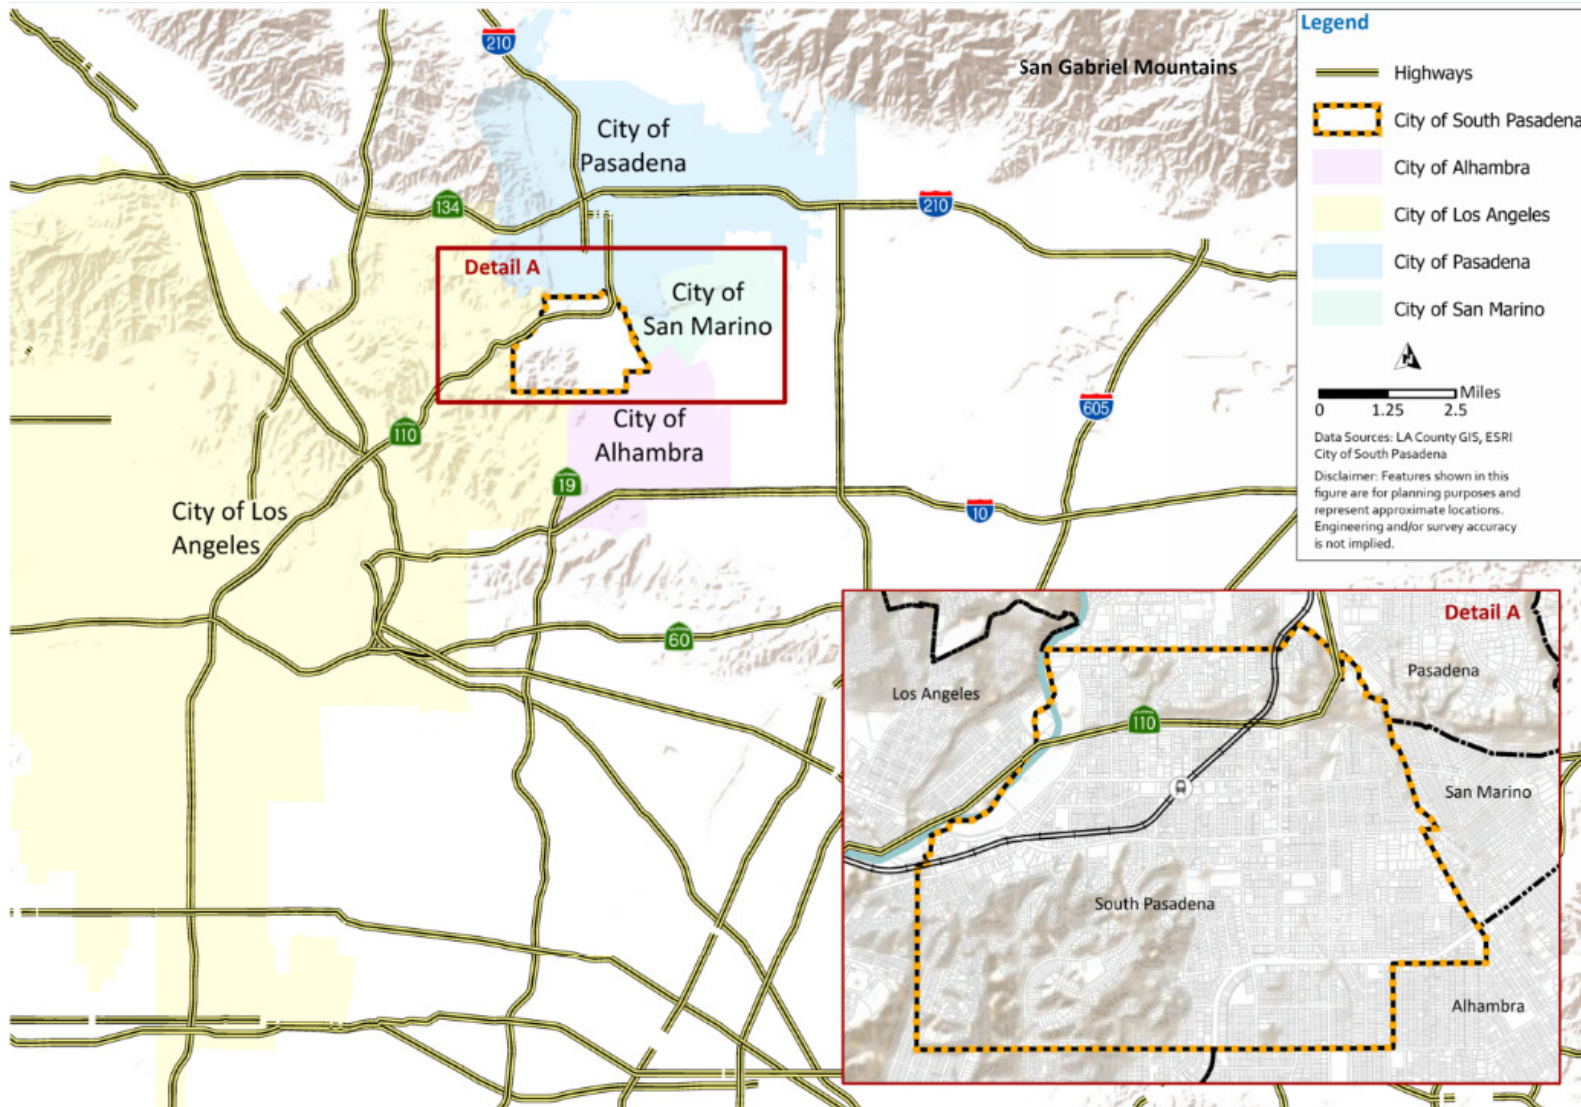 210
San Gabriel Mountains
City of
Pasadena
134
210
Detail A
City of
San Marino
605
110
City of
Alhambra
19
10
City of Los
Angeles
60
Legend
Highways
City of South Pasadena
City of Alhambra
City of Los Angeles
City of Pasadena
City of San Marino
N
Miles
0 1.25 2.5
Data Sources: LA County GIS, ESRI
City of South Pasadena
Disclaimer: Features shown in this
figure are for planning purposes and
represent approximate locations.
Engineering and/or survey accuracy
is not implied.
Detail A
Los Angeles
Pasadena
110
San Marino
South Pasadena
Alhambra